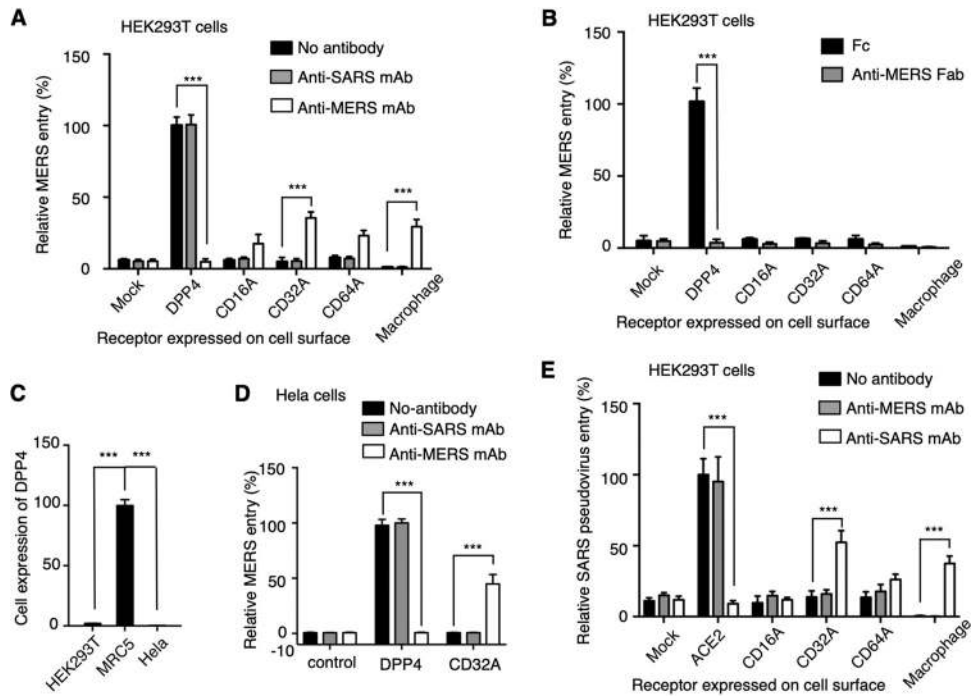 A
HEK293T cells
No antibody
Anti-SARS mAb
Anti-MERS mAb
Relative MERS entry (%)
150
100
50
0
***
***
***
Mock
DPP4
CD16A
CD32A
CD64A
Macrophage
Receptor expressed on cell surface
B
HEK293T cells
Fc
Anti-MERS Fab
Relative MERS entry (%)
150
100
50
0
***
Mock
DPP4
CD16A
CD32A
CD64A
Macrophage
Receptor expressed on cell surface
C
Cell expression of DPP4
150
100
50
0
***
***
HEK293T
MRC5
Hela
D
Hela cells
No-antibody
Anti-SARS mAb
Anti-MERS mAb
Relative MERS entry (%)
150
100
50
0
-10
***
***
control
DPP4
CD32A
E
HEK293T cells
No antibody
Anti-MERS mAb
Anti-SARS mAb
Relative SARS pseudovirus entry (%)
150
100
50
0
***
***
***
Mock
ACE2
CD16A
CD32A
CD64A
Macrophage
Receptor expressed on cell surface